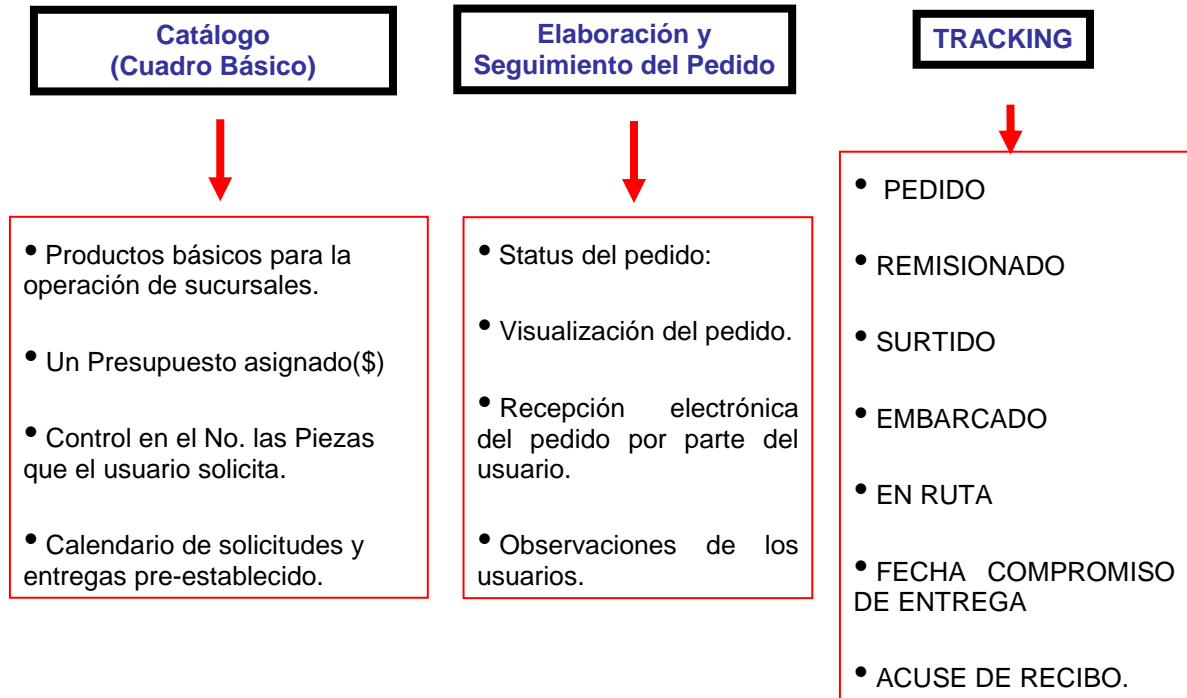 Catálogo
(Cuadro Básico)
• Productos básicos para la
operación de sucursales.
• Un Presupuesto asignado($)
• Control en el No. las Piezas
que el usuario solicita.
• Calendario de solicitudes y
entregas pre-establecido.
Elaboración y
Seguimiento del Pedido
• Status del pedido:
• Visualización del pedido.
• Recepción electrónica
del pedido por parte del
usuario.
• Observaciones de los
usuarios.
TRACKING
• PEDIDO
• REMISIONADO
• SURTIDO
• EMBARCADO
• EN RUTA
• FECHA COMPROMISO
DE ENTREGA
• ACUSE DE RECIBO.